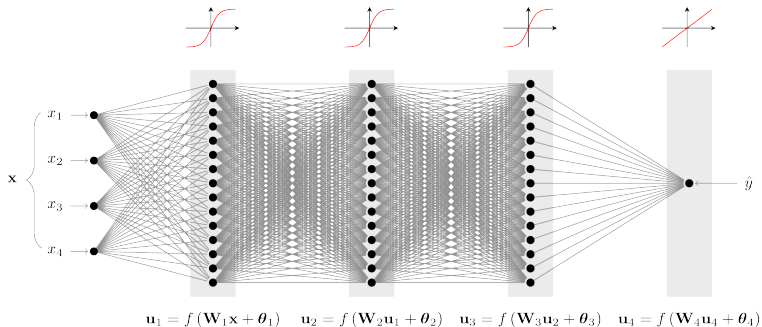 x₁
x₂
x
x₃
x₄
ŷ
u₁ = f (W₁x + θ₁) u₂ = f (W₂u₁ + θ₂) u₃ = f (W₃u₂ + θ₃) u₄ = f (W₄u₄ + θ₄)